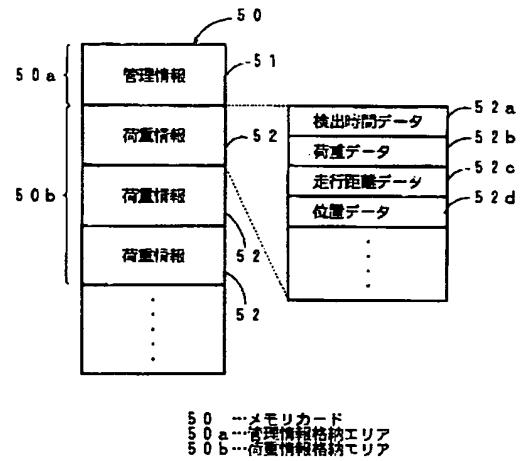 50
50a
管理情報
51
荷重情報
52
50b
荷重情報
52
荷重情報
52
検出時間データ
52a
荷重データ
52b
走行距離データ
52c
位置データ
52d
50 …メモリカード
50a…管理情報格納エリア
50b…荷重情報格納エリア